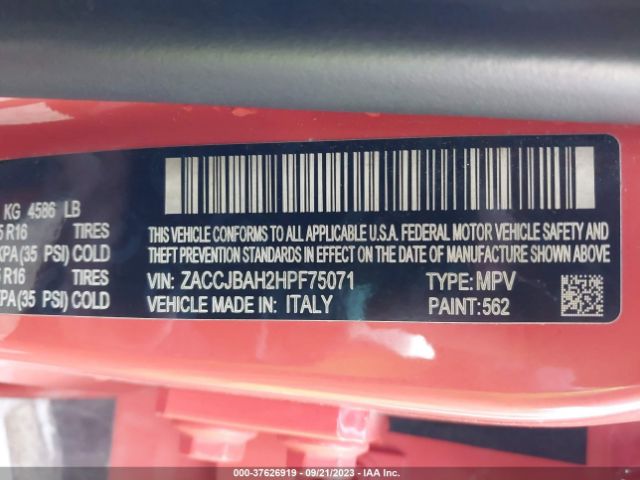 KG 4586 LB
5 R16 TIRES
KPA (35 PSI) COLD
5 R16 TIRES
KPA (35 PSI) COLD
THIS VEHICLE CONFORMS TO ALL APPLICABLE U.S.A. FEDERAL MOTOR VEHICLE SAFETY AND
THEFT PREVENTION STANDARDS IN EFFECT ON THE DATE OF MANUFACTURE SHOWN ABOVE
VIN: ZACCJBAH2HPF75071 TYPE: MPV
VEHICLE MADE IN: ITALY PAINT:562
000-37626919 - 09/21/2023 - IAA Inc.